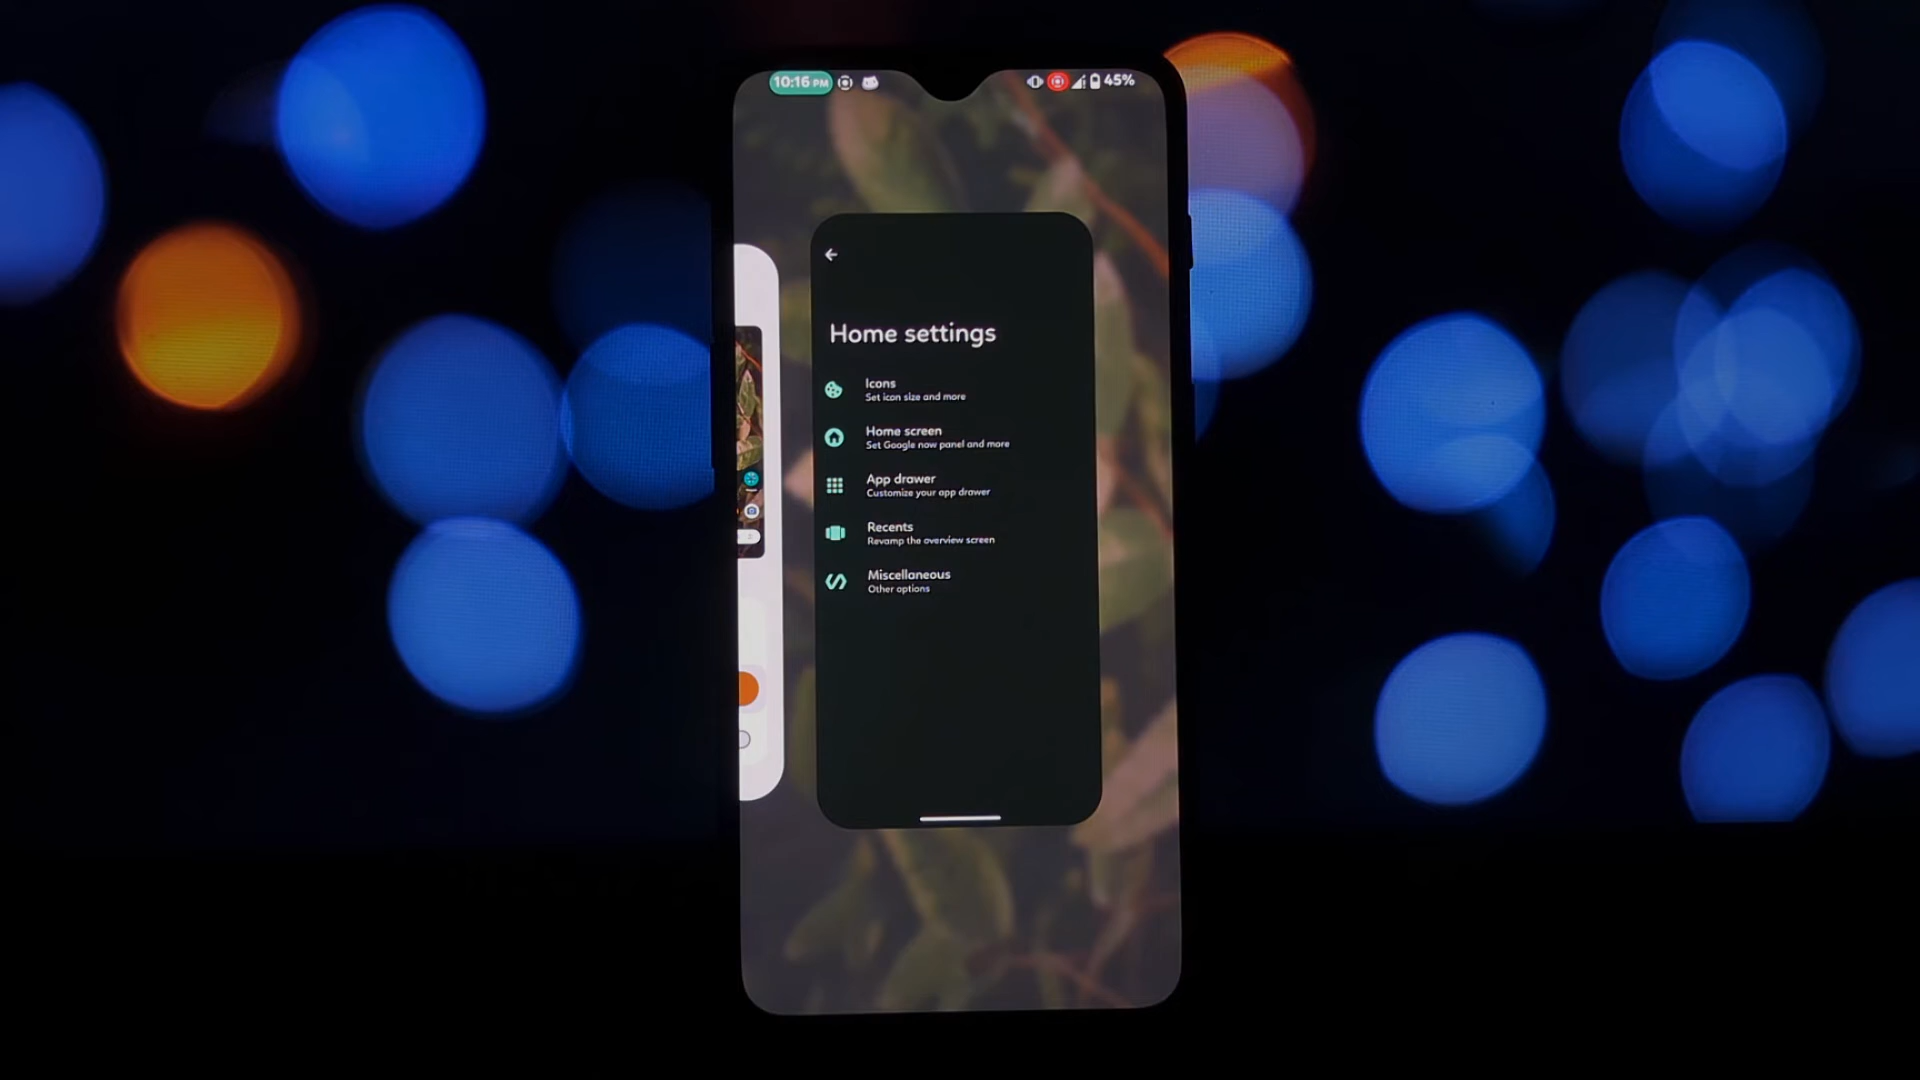 10:16 PM
45%
Home settings
Icons
Set icon size and more
Home screen
Set Google now panel and more
App drawer
Customize your app drawer
Recents
Revamp the overview screen
Miscellaneous
Other options